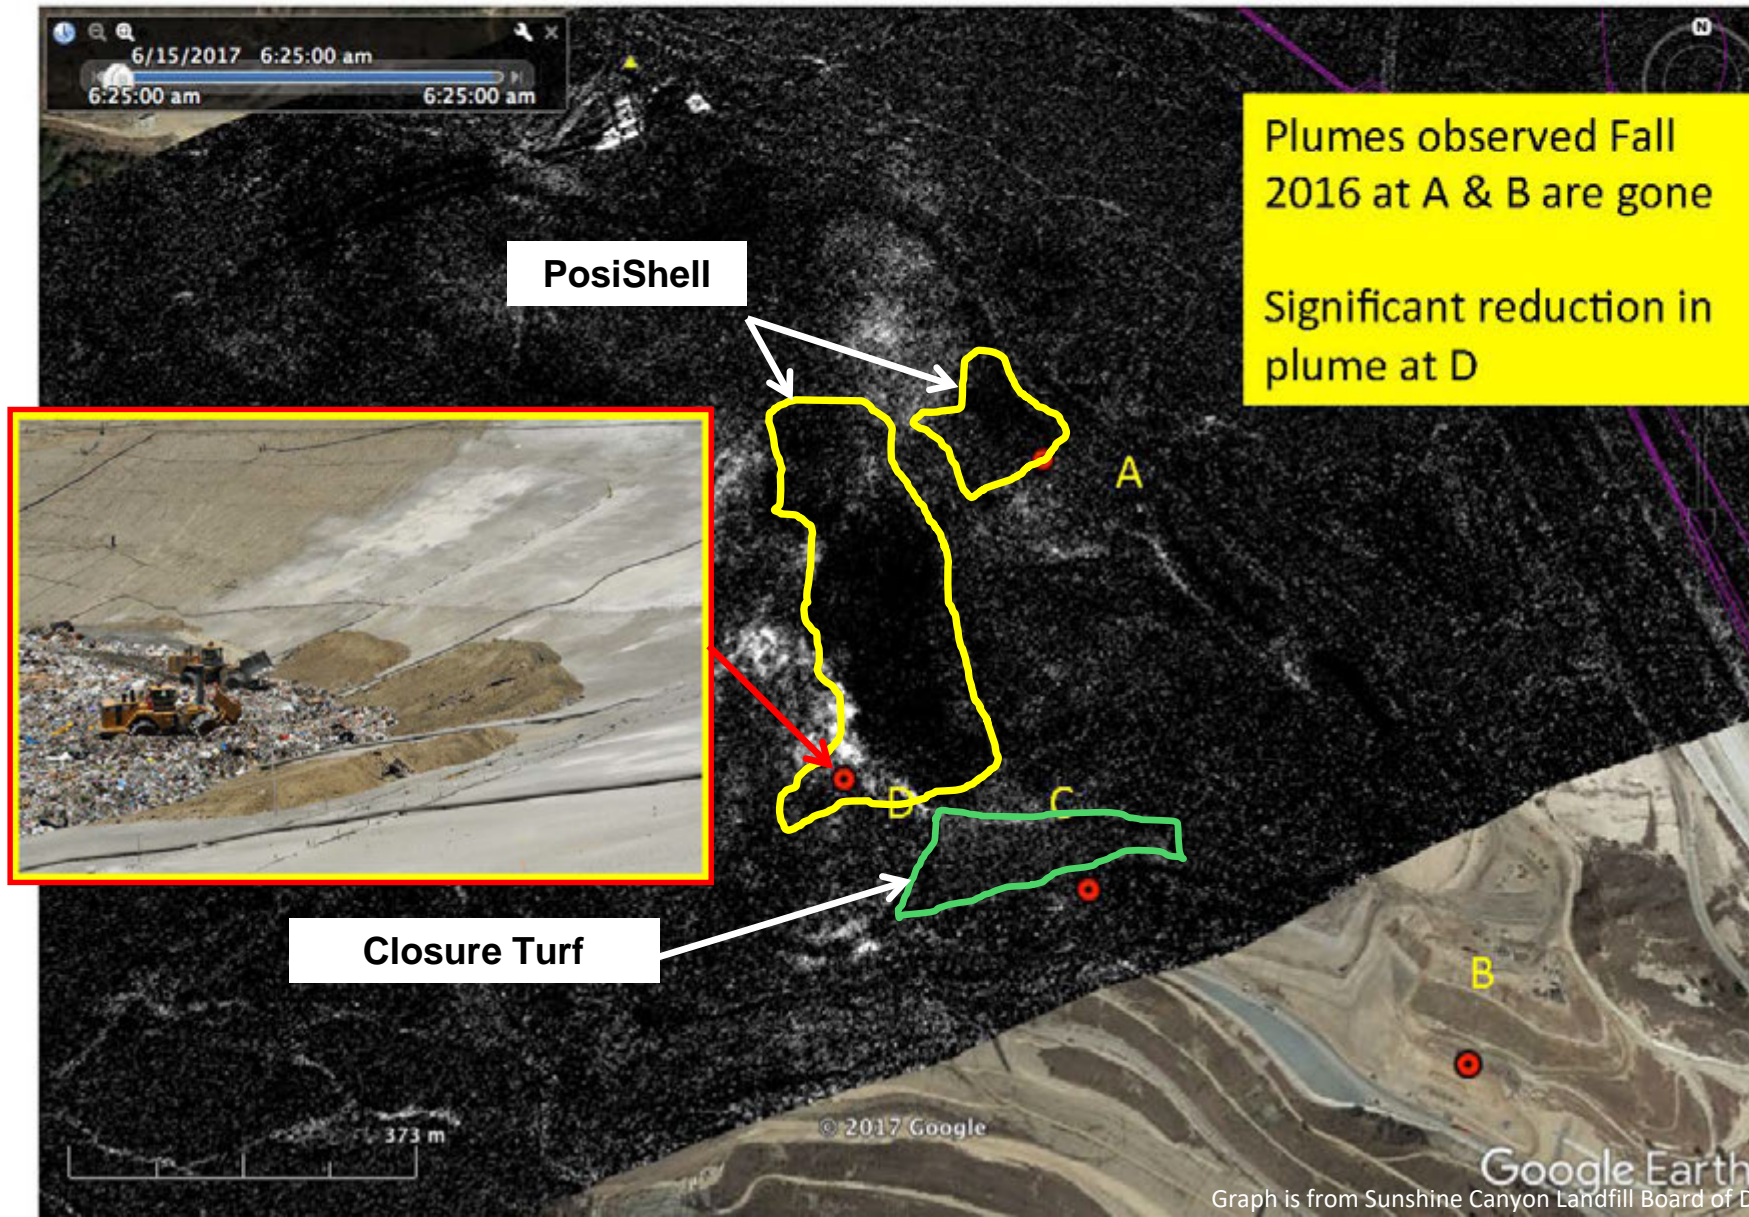 N
6/15/2017 6:25:00 am
6:25:00 am 6:25:00 am
Plumes observed Fall
2016 at A & B are gone
Significant reduction in
plume at D
PosiShell
A
D
C
Closure Turf
B
373 m
© 2017 Google
Google Earth
Graph is from Sunshine Canyon Landfill Board of